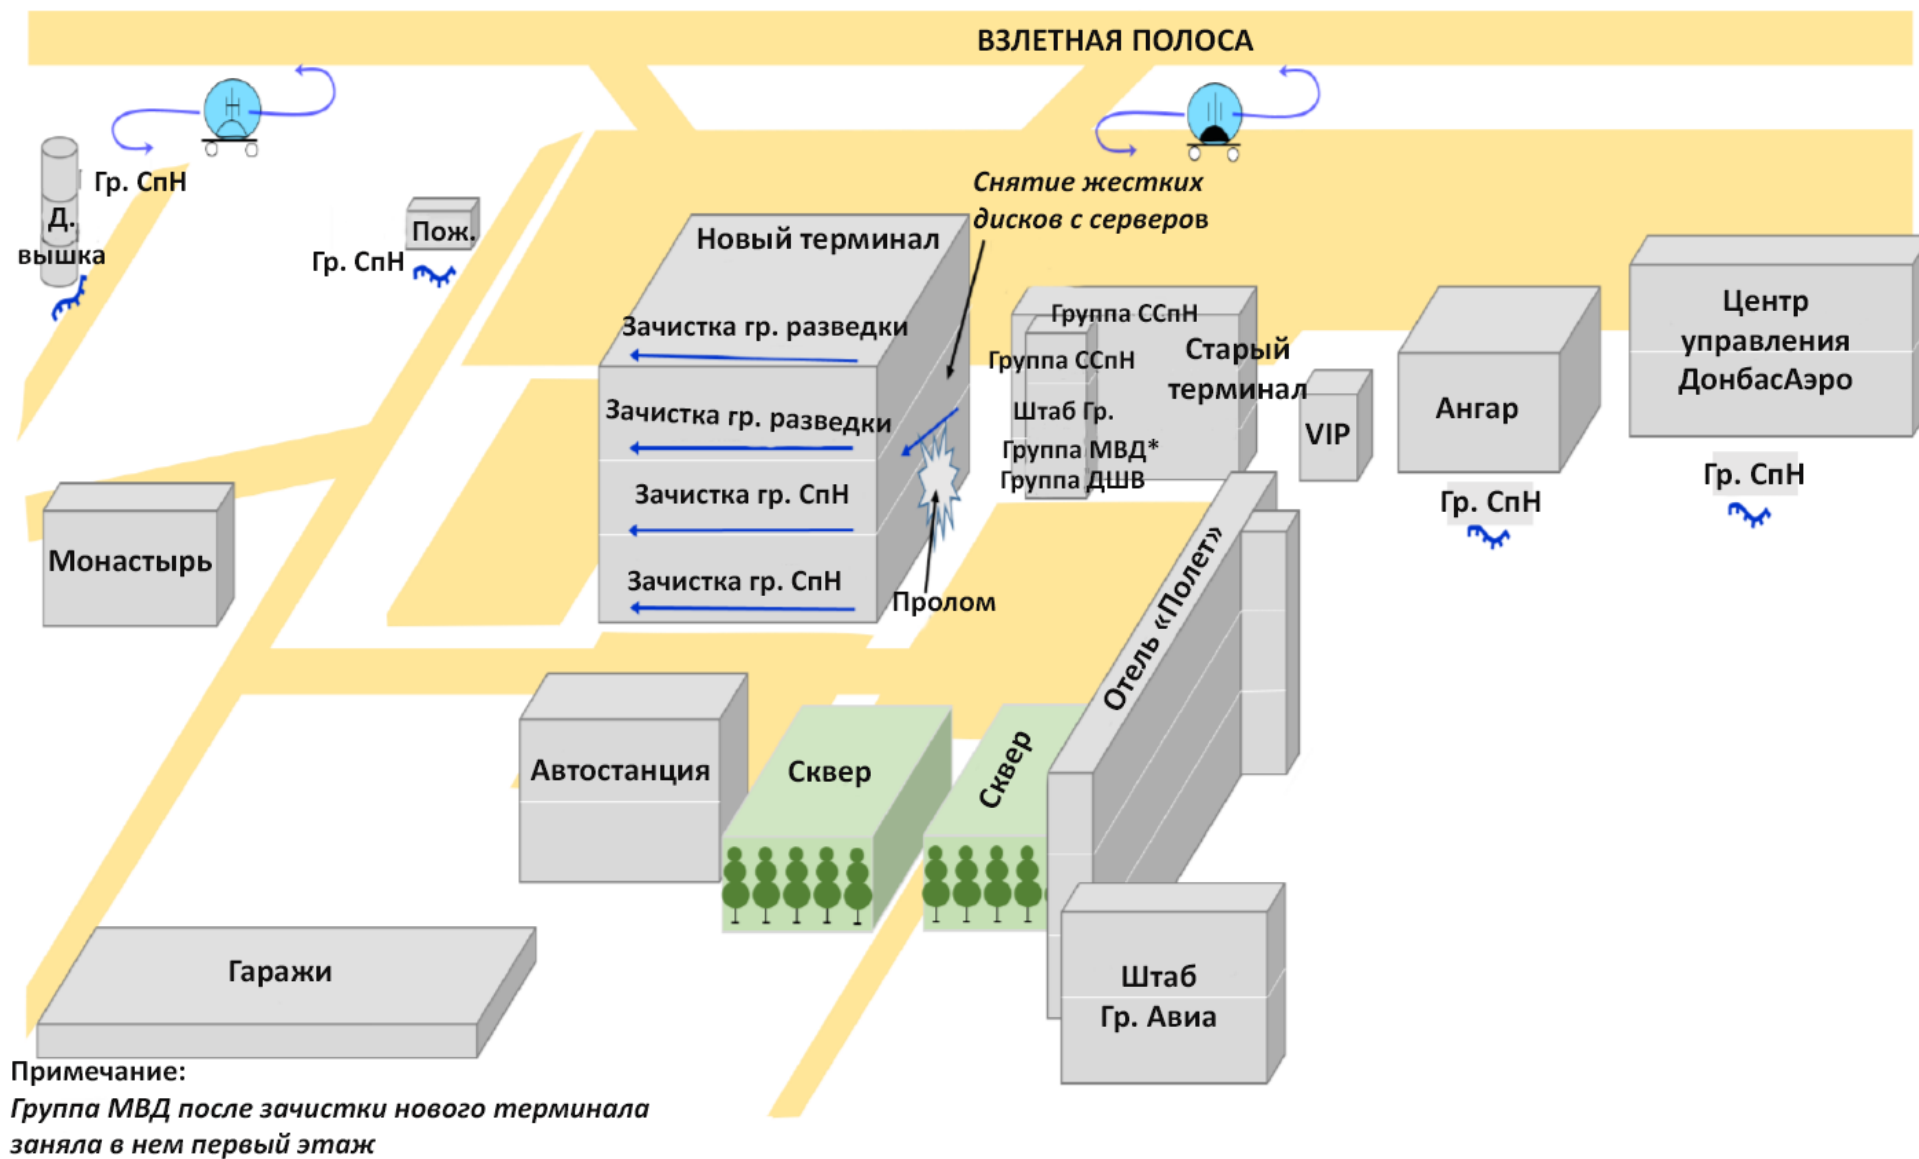 ВЗЛЕТНАЯ ПОЛОСА
Н
Гр. СпН
Д.
вышка
Пож.
Гр. СпН
Снятие жестких
дисков с серверов
Новый терминал
Зачистка гр. разведки
Зачистка гр. разведки
Зачистка гр. СпН
Зачистка гр. СпН
Пролом
Группа ССпН
Группа ССпН
Штаб Гр.
Группа МВД*
Группа ДШВ
Старый
терминал
VIP
Ангар
Гр. СпН
Центр
управления
ДонбасАэро
Гр. СпН
Монастырь
Отель «Полет»
Автостанция
Сквер
Сквер
Гаражи
Штаб
Гр. Авиа
Примечание:
Группа МВД после зачистки нового терминала
заняла в нем первый этаж